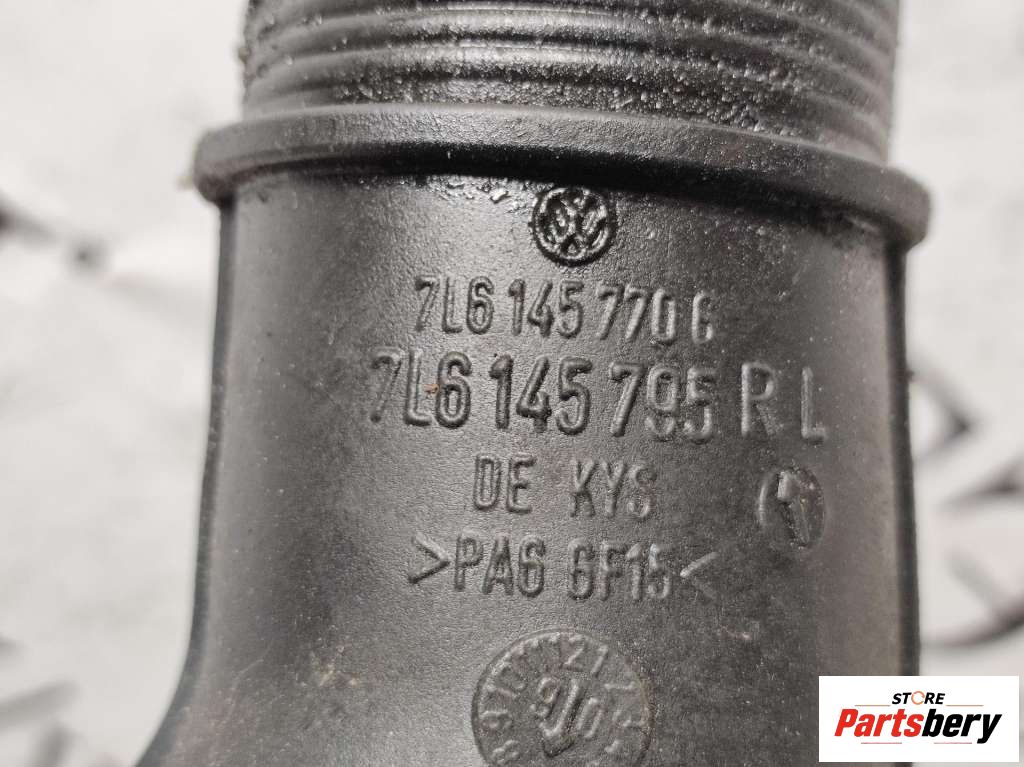 7L6 145 770 G
7L6 145 795 R L
DE KYS
>PA6 GF15<
STORE
Partsbery